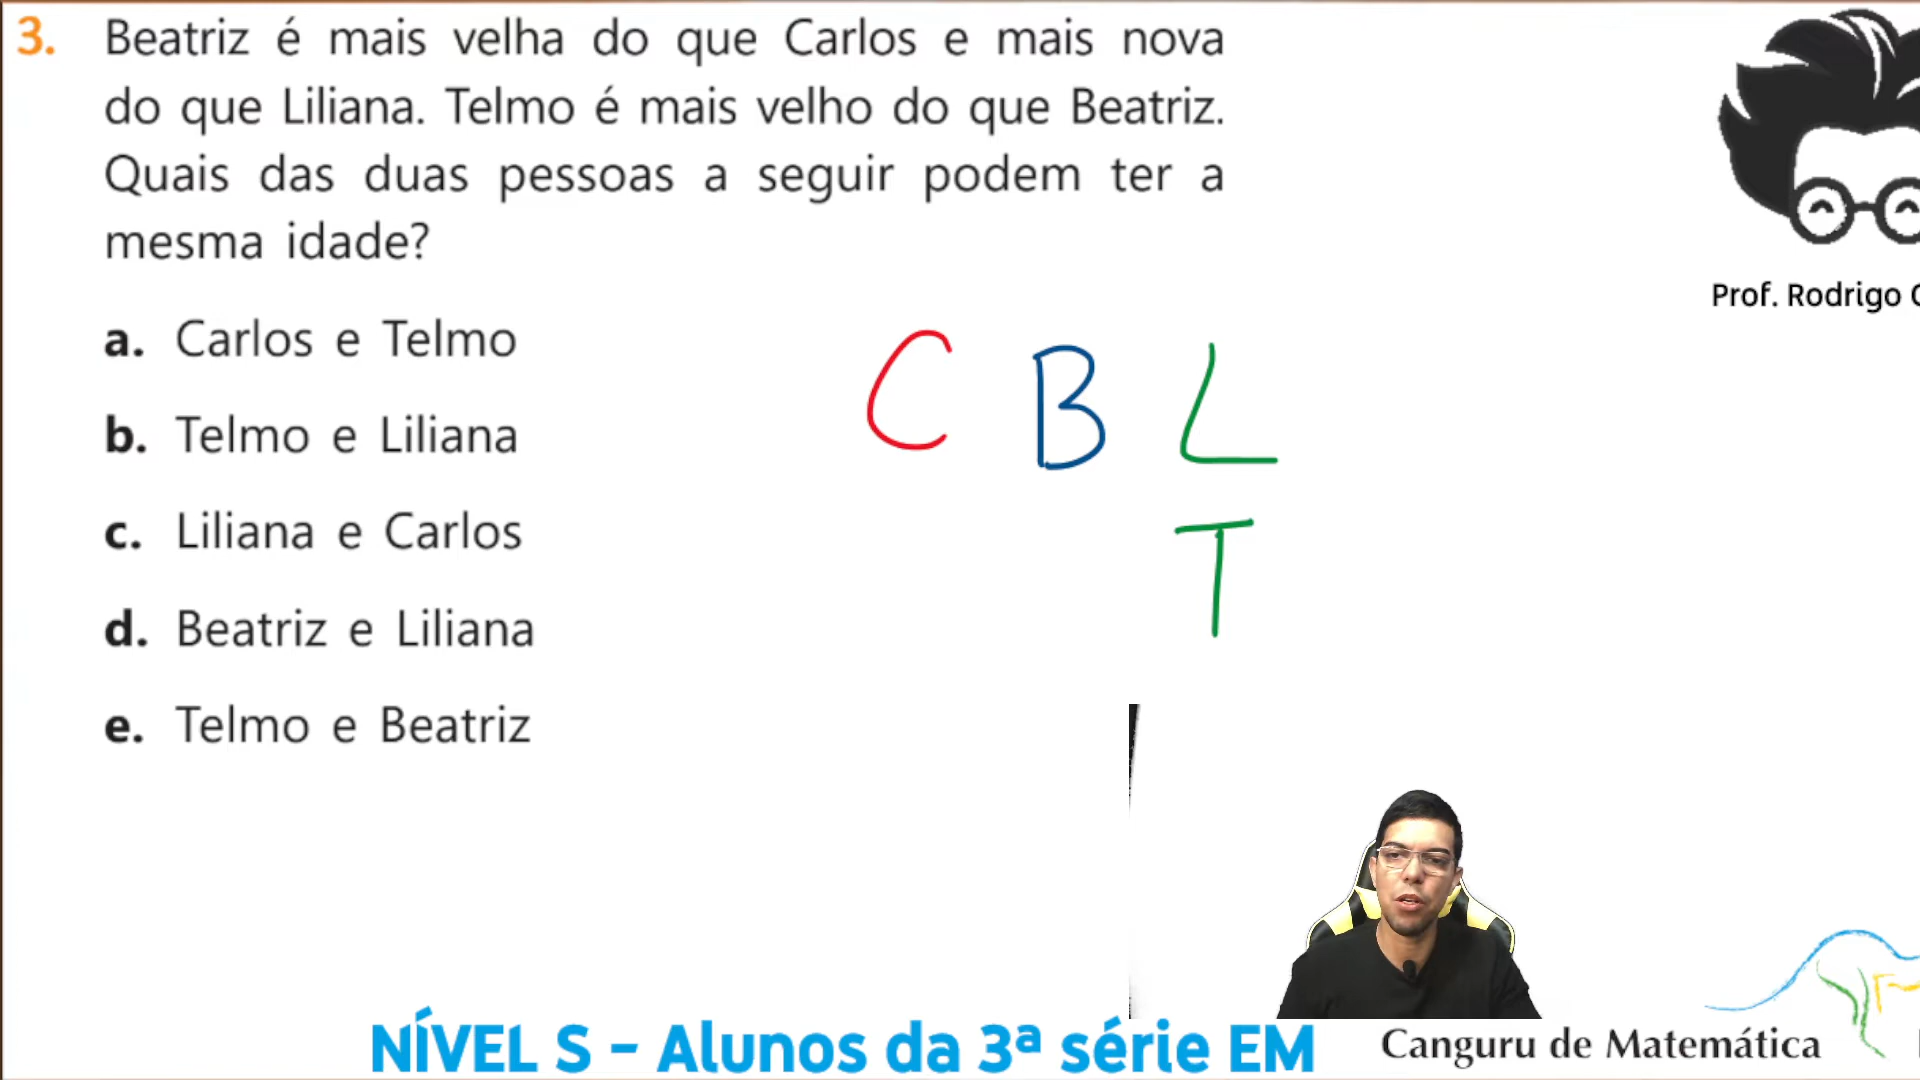 3. Beatriz é mais velha do que Carlos e mais nova
do que Liliana. Telmo é mais velho do que Beatriz.
Quais das duas pessoas a seguir podem ter a
mesma idade?
a. Carlos e Telmo
b. Telmo e Liliana
c. Liliana e Carlos
d. Beatriz e Liliana
e. Telmo e Beatriz
C B L
T
Prof. Rodrigo
NÍVEL S – Alunos da 3ª série EM
Canguru de Matemática